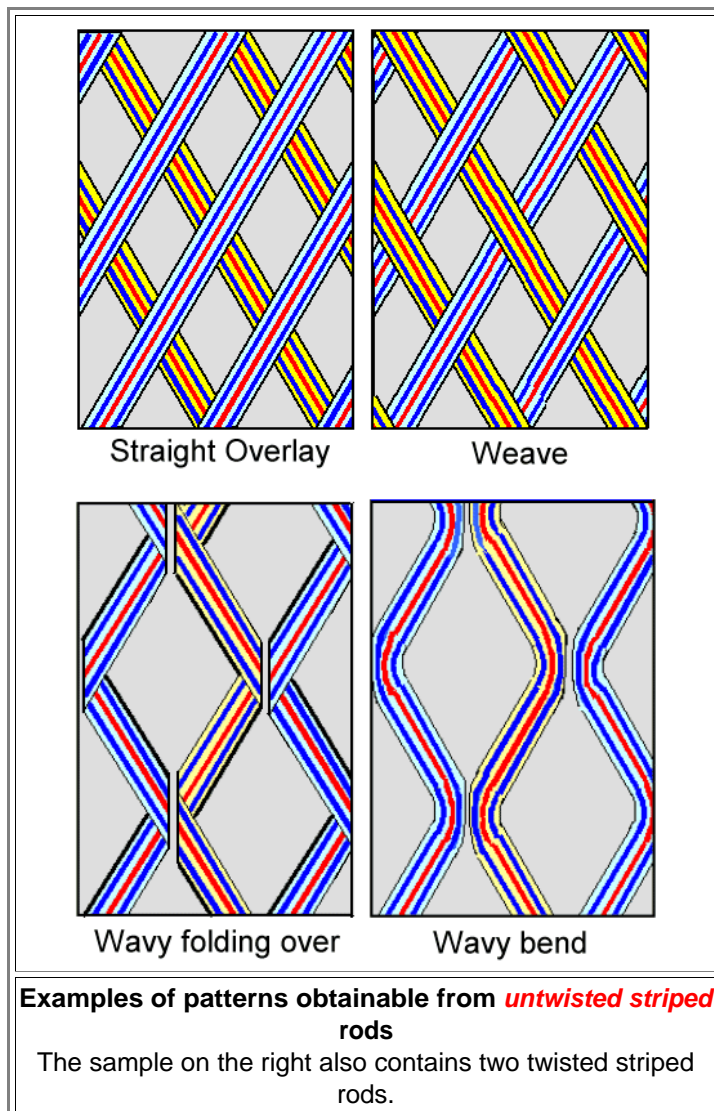 Straight Overlay
Weave
Wavy folding over
Wavy bend
Examples of patterns obtainable from untwisted striped
rods
The sample on the right also contains two twisted striped
rods.